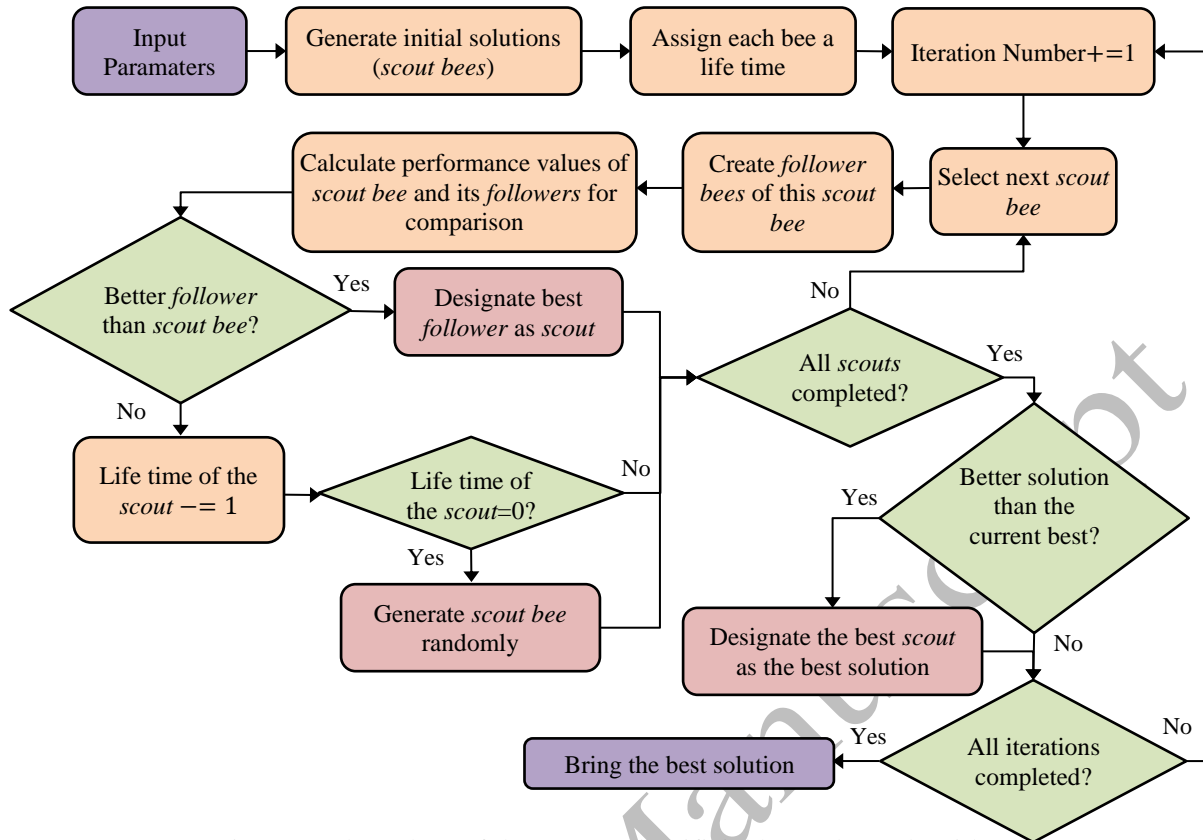 Input
Paramaters
Generate initial solutions
(scout bees)
Assign each bee a
life time
Iteration Number+=1
Calculate performance values of
scout bee and its followers for
comparison
Create follower
bees of this scout
bee
Select next scout
bee
Better follower
than scout bee?
Yes
Designate best
follower as scout
No
All scouts
completed?
Yes
No
Life time of the
scout −= 1
Life time of
the scout=0?
No
Yes
Generate scout bee
randomly
Better solution
than the
current best?
Yes
No
Designate the best scout
as the best solution
All iterations
completed?
Yes
No
Bring the best solution
Manuscript